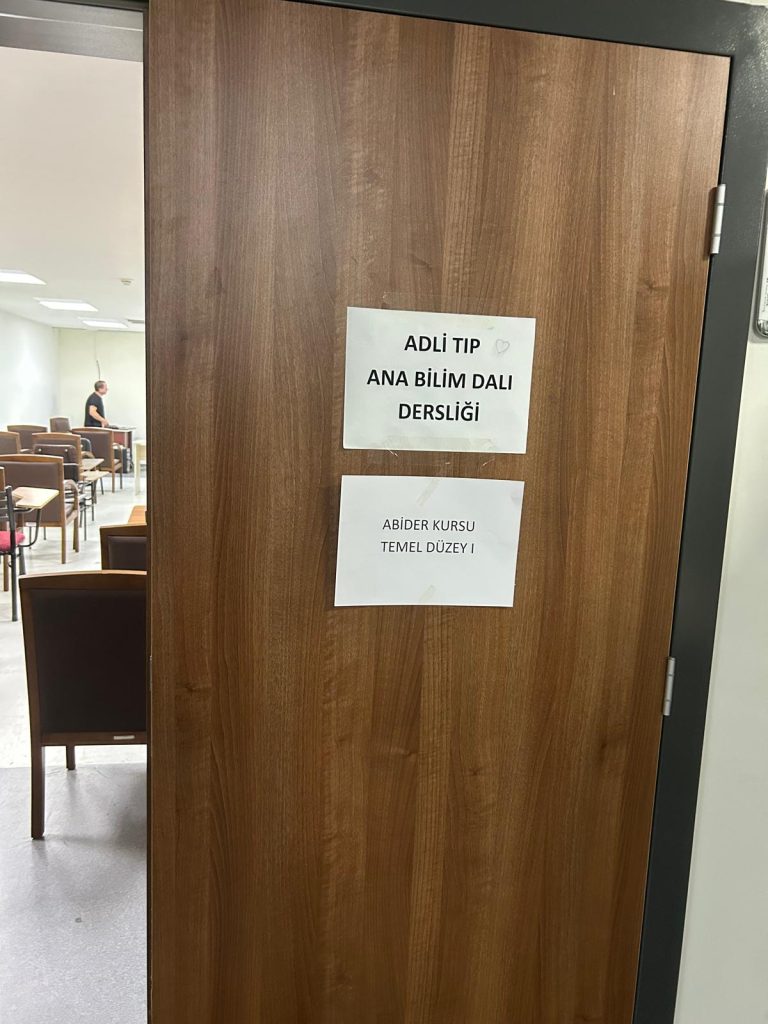 ADLİ TIP
ANA BİLİM DALI
DERSLİĞİ
ABİDER KURSU
TEMEL DÜZEY I